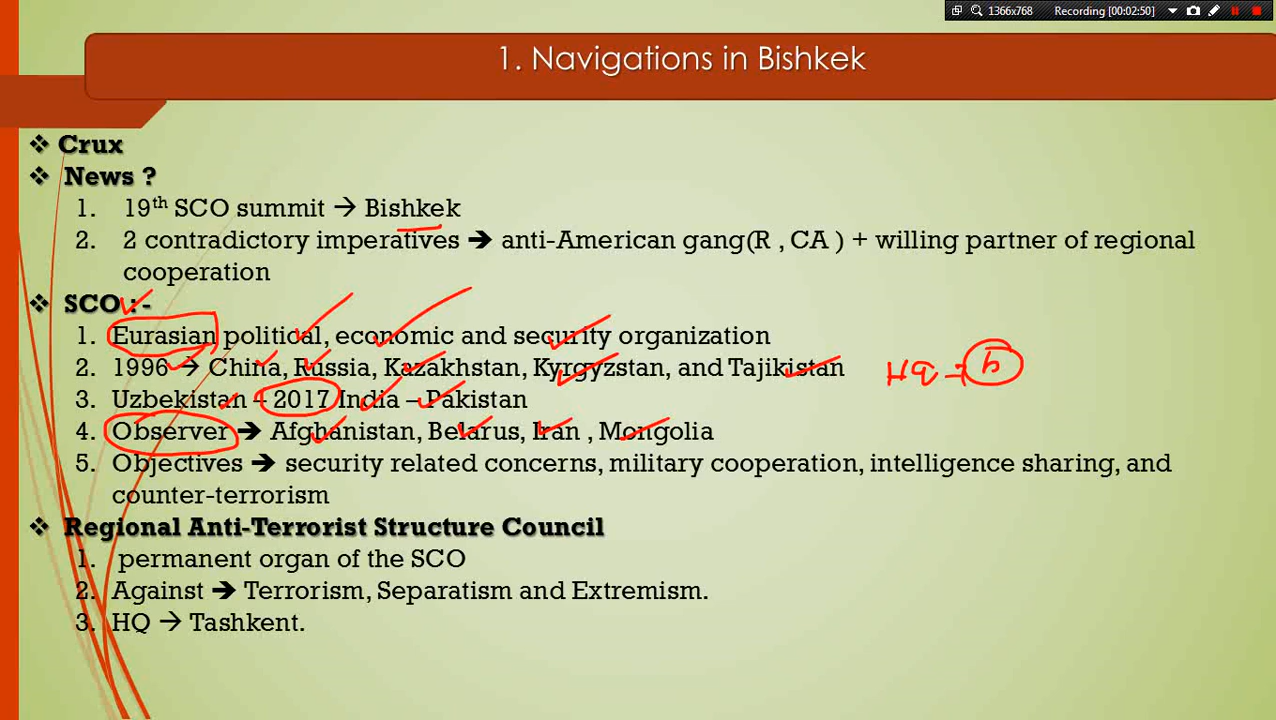 1366x768 Recording [00:02:50]
1. Navigations in Bishkek
❖ Crux
❖ News ?
1. 19th SCO summit → Bishkek
2. 2 contradictory imperatives ➔ anti-American gang(R , CA ) + willing partner of regional
cooperation
❖ SCO :-
1. Eurasian political, economic and security organization
2. 1996 → China, Russia, Kazakhstan, Kyrgyzstan, and Tajikistan
HQ = b
3. Uzbekistan – 2017 India – Pakistan
4. Observer ➔ Afghanistan, Belarus, Iran , Mongolia
5. Objectives ➔ security related concerns, military cooperation, intelligence sharing, and
counter-terrorism
❖ Regional Anti-Terrorist Structure Council
1. permanent organ of the SCO
2. Against ➔ Terrorism, Separatism and Extremism.
3. HQ → Tashkent.